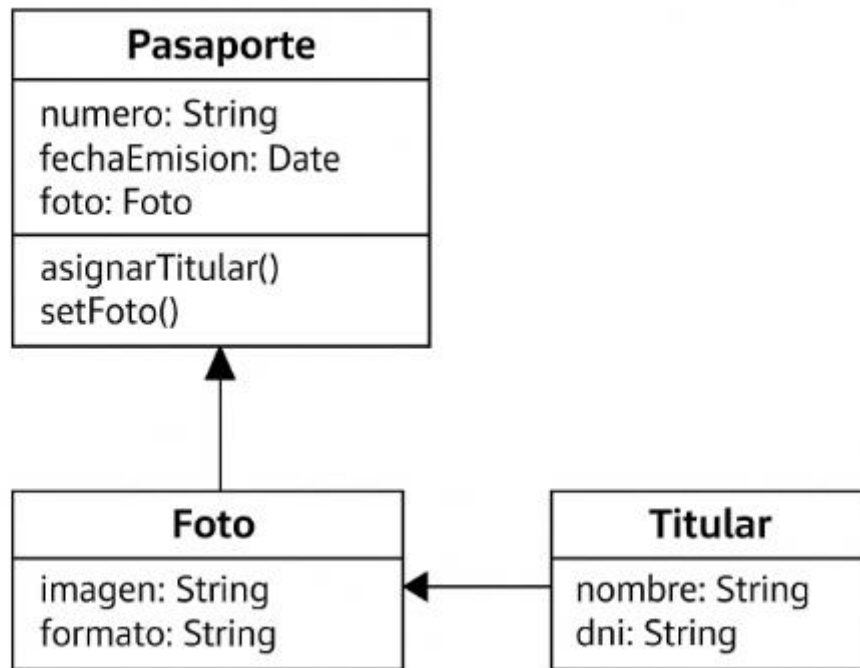 Pasaporte
numero: String
fechaEmision: Date
foto: Foto
asignarTitular()
setFoto()
Foto
imagen: String
formato: String
Titular
nombre: String
dni: String